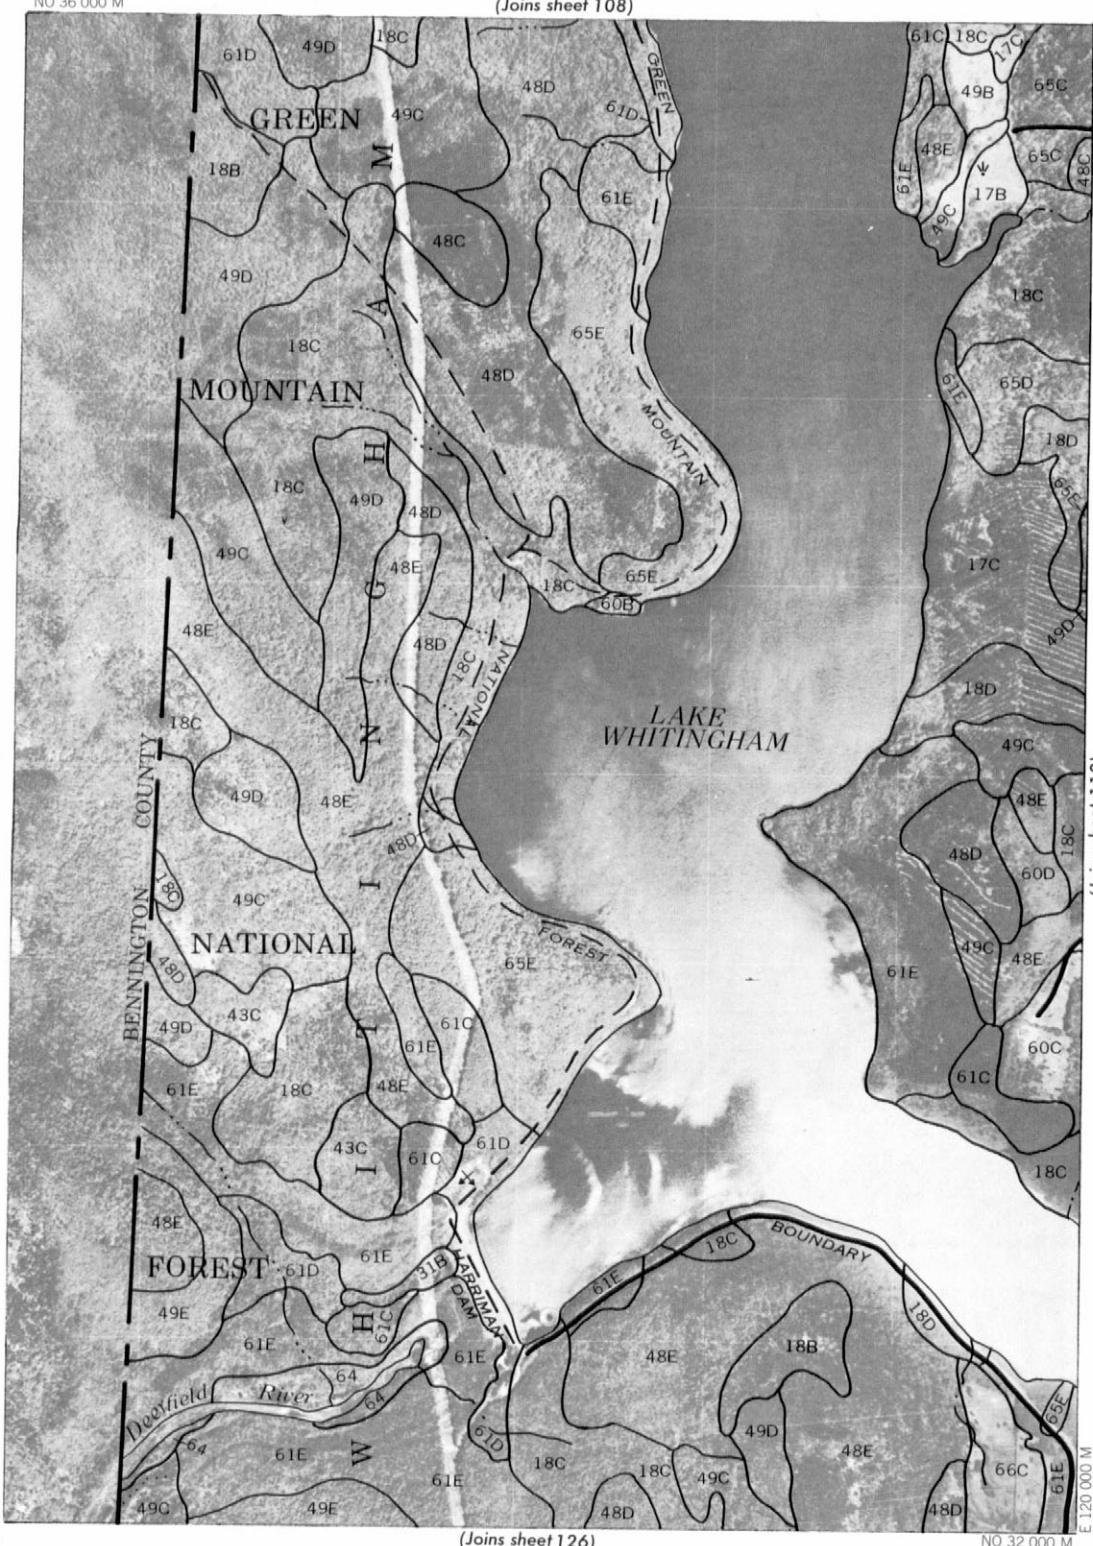 NO 36 000 M
(Joins sheet 108)
61D
49D
18C
48D
GREEN
61C
18C
17C
65C
49B
GREEN
49C
61D
M
48E
65C
48C
18B
61E
61E
17B
49C
48C
49D
A
18C
65E
18C
48D
61E
65D
MOUNTAIN
MOUNTAIN
18D
H
65E
18C
49D
48D
49C
48E
17C
G
18C
65E
60B
49D
48E
48D
18C
NATIONAL
18D
18C
N
LAKE
WHITINGHAM
49C
BENNINGTON COUNTY
49D
48E
48E
18C
48D
48D
60D
18C
I
49C
NATIONAL
FOREST
49C
48D
65E
61E
48E
43C
49D
61C
T
61E
60C
61E
18C
48E
61C
43C
61C
61D
I
18C
48E
61E
18C
BOUNDARY
FOREST
61D
31B
HARRIMAN
DAM
61E
49E
H
61C
18D
61E
61E
48E
18B
64
Deerfield River
64
65E
64
61D
49D
61E
W
61E
18C
18C
49C
48E
66C
61E
49C
49E
48D
48D
E 120 000 M
(Joins sheet 126)
NO 32 000 M